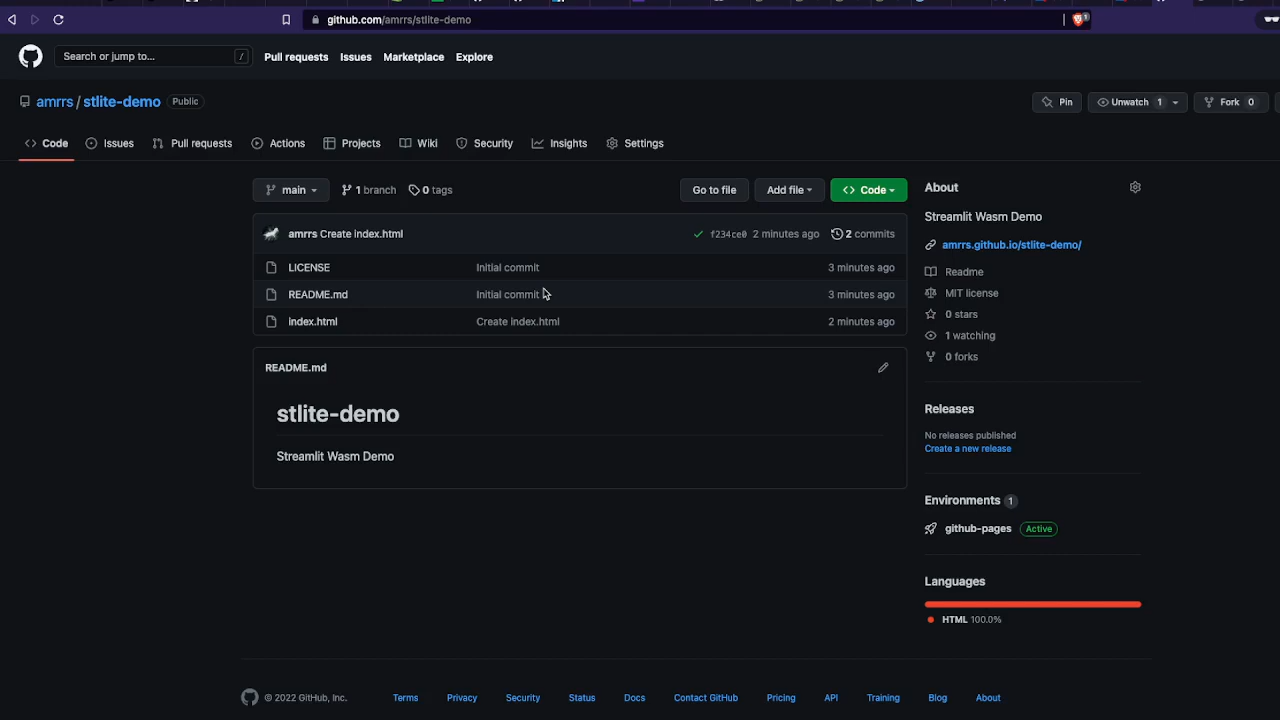 github.com/amrrs/stlite-demo
1
Search or jump to... /
Pull requests Issues Marketplace Explore
amrrs / stlite-demo Public
Pin Unwatch 1 Fork 0
Code Issues Pull requests Actions Projects Wiki Security Insights Settings
main 1 branch 0 tags Go to file Add file Code
amrrs Create index.html f234ce0 2 minutes ago 2 commits
LICENSE Initial commit 3 minutes ago
README.md Initial commit 3 minutes ago
index.html Create index.html 2 minutes ago
README.md
stlite-demo
Streamlit Wasm Demo
About
Streamlit Wasm Demo
amrrs.github.io/stlite-demo/
Readme
MIT license
0 stars
1 watching
0 forks
Releases
No releases published
Create a new release
Environments 1
github-pages Active
Languages
HTML 100.0%
© 2022 GitHub, Inc. Terms Privacy Security Status Docs Contact GitHub Pricing API Training Blog About